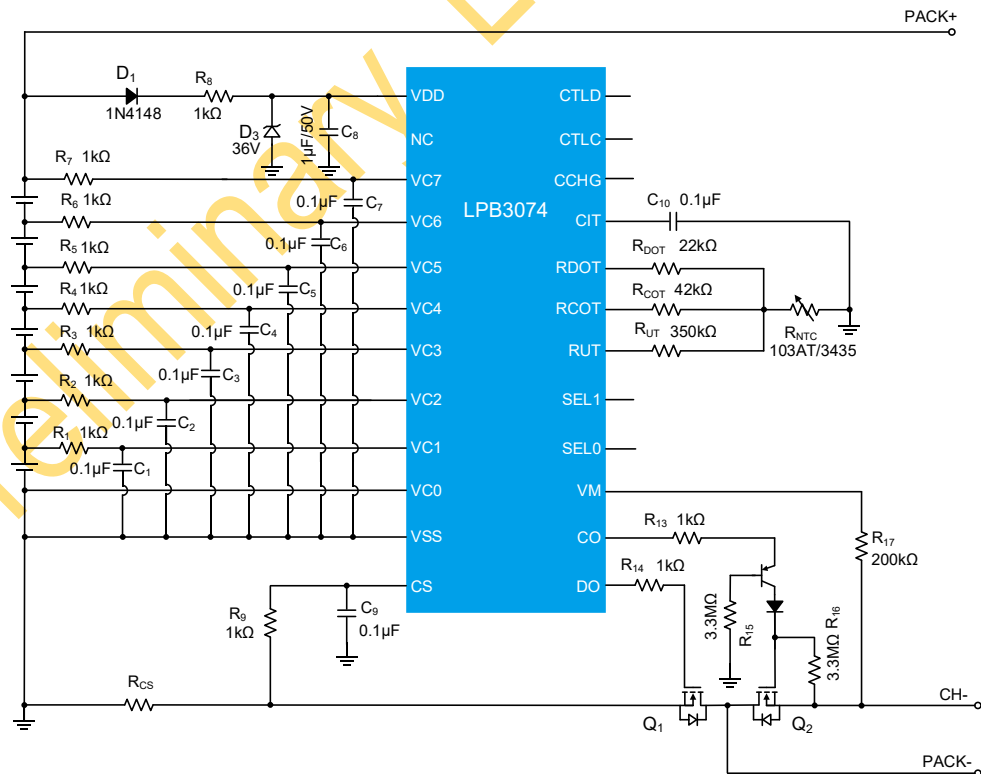 PACK+
D1
1N4148
R8
1kΩ
D3
36V
1µF/50V
C8
VDD
NC
VC7
VC6
VC5
VC4
VC3
VC2
VC1
VC0
VSS
CS
LPB3074
CTLD
CTLC
CCHG
CIT
RDOT
RCOT
RUT
SEL1
SEL0
VM
CO
DO
R7 1kΩ
0.1µF C7
R6 1kΩ
0.1µF C6
R5 1kΩ
0.1µF C5
R4 1kΩ
0.1µF C4
R3 1kΩ
0.1µF C3
R2 1kΩ
0.1µF C2
R1 1kΩ
0.1µF C1
C10 0.1µF
RDOT 22kΩ
RCOT 42kΩ
RUT 350kΩ
RNTC
103AT/3435
R13 1kΩ
R14 1kΩ
R17
200kΩ
3.3MΩ
R15
3.3MΩ R16
R9
1kΩ
C9
0.1µF
RCS
Q1
Q2
CH-
PACK-